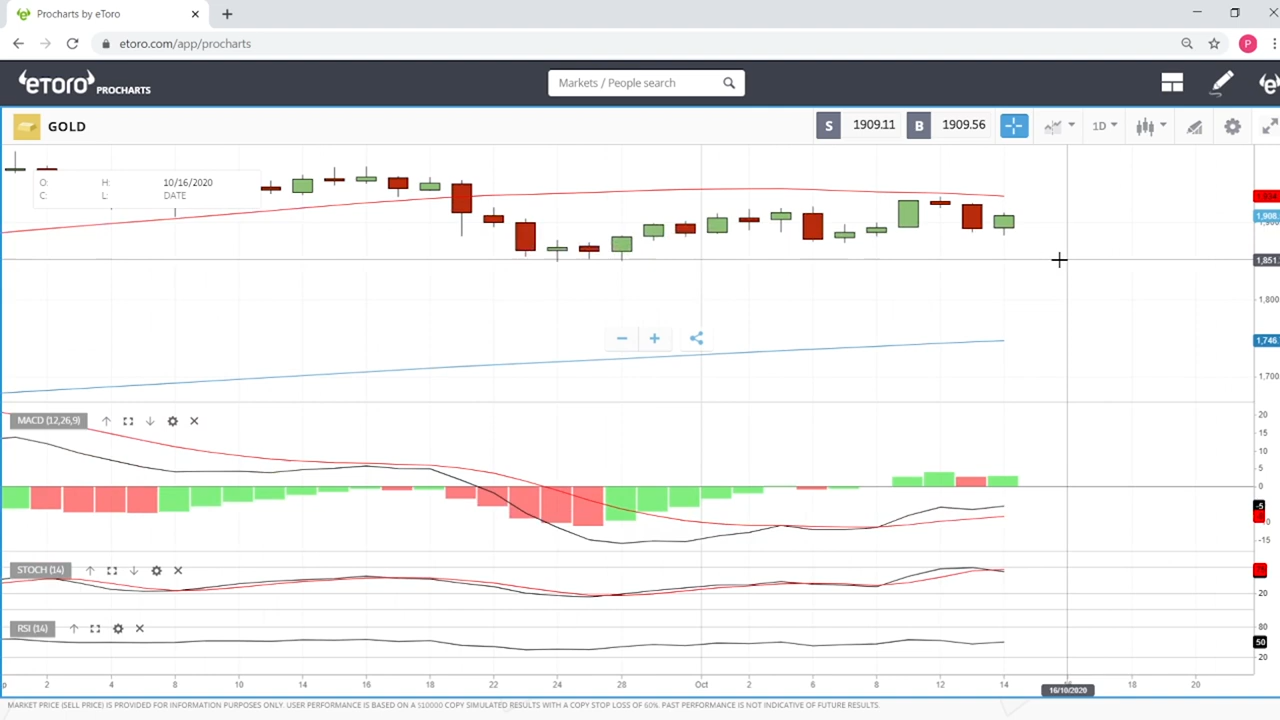 Procharts by eToro
etoro.com/app/procharts
P
eToro PROCHARTS
Markets / People search
GOLD
S 1909.11 B 1909.56
1D
O: H: 10/16/2020
C: L: DATE
1,908.
1,851.
1,800
1,746.
1,700
MACD (12,26,9)
20
15
10
5
0
-5
-15
STOCH (14)
20
RSI (14)
80
50
20
2 4 8 10 14 16 18 22 24 28 Oct 2 6 8 12 14 20
16/10/2020
MARKET PRICE (SELL PRICE) IS PROVIDED FOR INFORMATION PURPOSES ONLY. USER PERFORMANCE IS BASED ON A $10000 COPY SIMULATED RESULTS WITH A COPY STOP LOSS OF 60%. PAST PERFORMANCE IS NOT INDICATIVE OF FUTURE RESULTS.